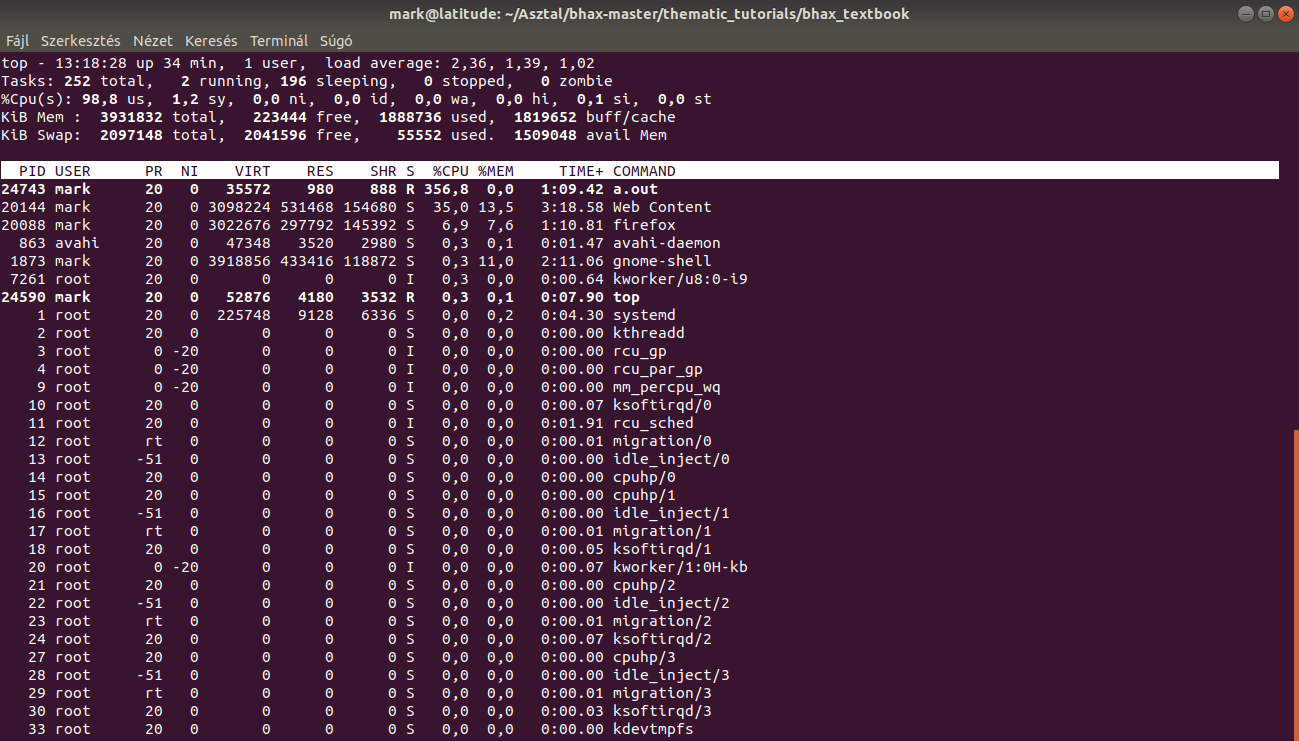 mark@latitude: ~/Asztal/bhax-master/thematic_tutorials/bhax_textbook
Fájl Szerkesztés Nézet Keresés Terminál Súgó
top - 13:18:28 up 34 min,  1 user,  load average: 2,36, 1,39, 1,02
Tasks: 252 total,   2 running, 196 sleeping,   0 stopped,   0 zombie
%Cpu(s): 98,8 us,  1,2 sy,  0,0 ni,  0,0 id,  0,0 wa,  0,0 hi,  0,1 si,  0,0 st
KiB Mem :  3931832 total,   223444 free,  1888736 used,  1819652 buff/cache
KiB Swap:  2097148 total,  2041596 free,    55552 used.  1509048 avail Mem
  PID USER      PR  NI    VIRT    RES    SHR S  %CPU %MEM     TIME+ COMMAND
24743 mark      20   0   35572    980    888 R 356,8  0,0   1:09.42 a.out
20144 mark      20   0 3098224 531468 154680 S  35,0 13,5   3:18.58 Web Content
20088 mark      20   0 3022676 297792 145392 S   6,9  7,6   1:10.81 firefox
  863 avahi     20   0   47348   3520   2980 S   0,3  0,1   0:01.47 avahi-daemon
 1873 mark      20   0 3918856 433416 118872 S   0,3 11,0   2:11.06 gnome-shell
 7261 root      20   0       0      0      0 I   0,3  0,0   0:00.64 kworker/u8:0-i9
24590 mark      20   0   52876   4180   3532 R   0,3  0,1   0:07.90 top
    1 root      20   0  225748   9128   6336 S   0,0  0,2   0:04.30 systemd
    2 root      20   0       0      0      0 S   0,0  0,0   0:00.00 kthreadd
    3 root       0 -20       0      0      0 I   0,0  0,0   0:00.00 rcu_gp
    4 root       0 -20       0      0      0 I   0,0  0,0   0:00.00 rcu_par_gp
    9 root       0 -20       0      0      0 I   0,0  0,0   0:00.00 mm_percpu_wq
   10 root      20   0       0      0      0 S   0,0  0,0   0:00.07 ksoftirqd/0
   11 root      20   0       0      0      0 I   0,0  0,0   0:01.91 rcu_sched
   12 root      rt   0       0      0      0 S   0,0  0,0   0:00.01 migration/0
   13 root     -51   0       0      0      0 S   0,0  0,0   0:00.00 idle_inject/0
   14 root      20   0       0      0      0 S   0,0  0,0   0:00.00 cpuhp/0
   15 root      20   0       0      0      0 S   0,0  0,0   0:00.00 cpuhp/1
   16 root     -51   0       0      0      0 S   0,0  0,0   0:00.00 idle_inject/1
   17 root      rt   0       0      0      0 S   0,0  0,0   0:00.01 migration/1
   18 root      20   0       0      0      0 S   0,0  0,0   0:00.05 ksoftirqd/1
   20 root       0 -20       0      0      0 I   0,0  0,0   0:00.07 kworker/1:0H-kb
   21 root      20   0       0      0      0 S   0,0  0,0   0:00.00 cpuhp/2
   22 root     -51   0       0      0      0 S   0,0  0,0   0:00.00 idle_inject/2
   23 root      rt   0       0      0      0 S   0,0  0,0   0:00.01 migration/2
   24 root      20   0       0      0      0 S   0,0  0,0   0:00.07 ksoftirqd/2
   27 root      20   0       0      0      0 S   0,0  0,0   0:00.00 cpuhp/3
   28 root     -51   0       0      0      0 S   0,0  0,0   0:00.00 idle_inject/3
   29 root      rt   0       0      0      0 S   0,0  0,0   0:00.01 migration/3
   30 root      20   0       0      0      0 S   0,0  0,0   0:00.03 ksoftirqd/3
   33 root      20   0       0      0      0 S   0,0  0,0   0:00.00 kdevtmpfs